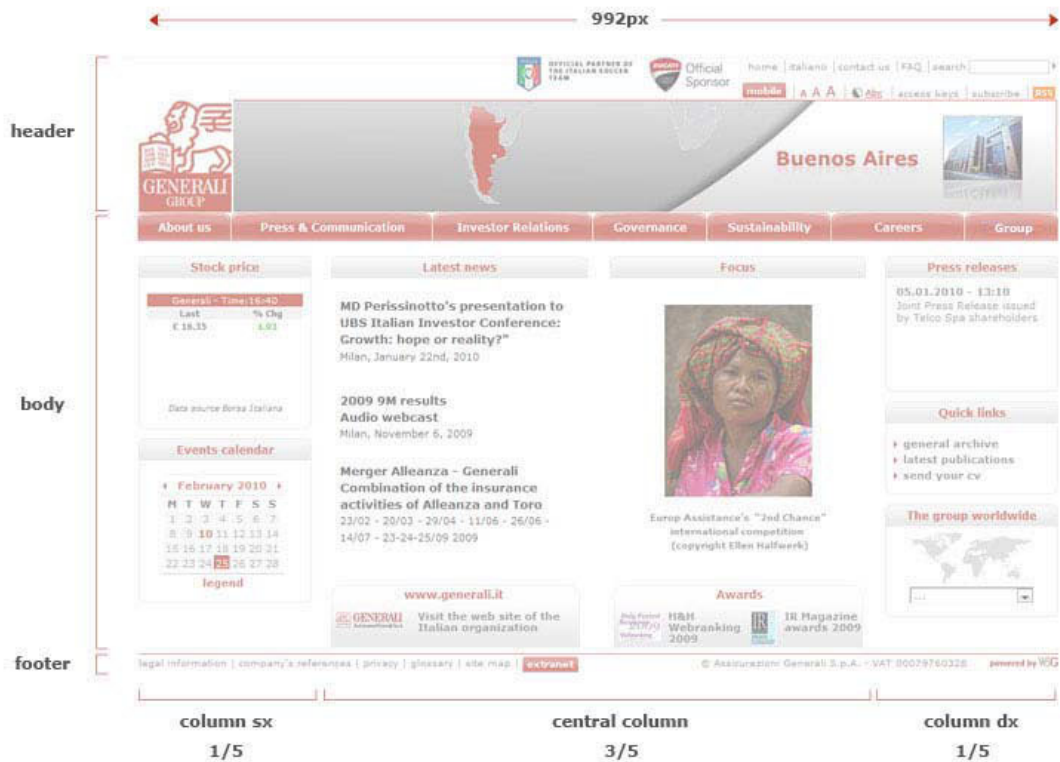 992px
OFFICIAL PARTNER OF
THE ITALIAN SOCCER
TEAM
DUCATI
Official
Sponsor
home | italiano | contact us | FAQ | search
mobile | A A A | Abc | access keys | subscribe | RSS
header
GENERALI
GROUP
Buenos Aires
About us
Press & Communication
Investor Relations
Governance
Sustainability
Careers
Group
body
Stock price
Generali - Time:16:40
Last % Chg
€ 16.35 1.01
Data source Borsa Italiana
Events calendar
February 2010
M T W T F S S
1 2 3 4 5 6 7
8 9 10 11 12 13 14
15 16 17 18 19 20 21
22 23 24 25 26 27 28
legend
Latest news
MD Perissinotto's presentation to
UBS Italian Investor Conference:
Growth: hope or reality?"
Milan, January 22nd, 2010
2009 9M results
Audio webcast
Milan, November 6, 2009
Merger Alleanza - Generali
Combination of the insurance
activities of Alleanza and Toro
23/02 - 20/03 - 29/04 - 11/06 - 26/06 -
14/07 - 23-24-25/09 2009
Focus
Europ Assistance's "2nd Chance"
international competition
(copyright Ellen Halfwerk)
www.generali.it
GENERALI
Visit the web site of the
Italian organization
Awards
2009
H&H
Webranking
2009
IR
IR Magazine
awards 2009
Press releases
05.01.2010 - 13:10
Joint Press Release issued
by Telco Spa shareholders
Quick links
general archive
latest publications
send your cv
The group worldwide
...
footer
legal information | company's references | privacy | glossary | site map | extranet
© Assicurazioni Generali S.p.A. - VAT 00079760328
powered by
column sx
central column
column dx
1/5
3/5
1/5